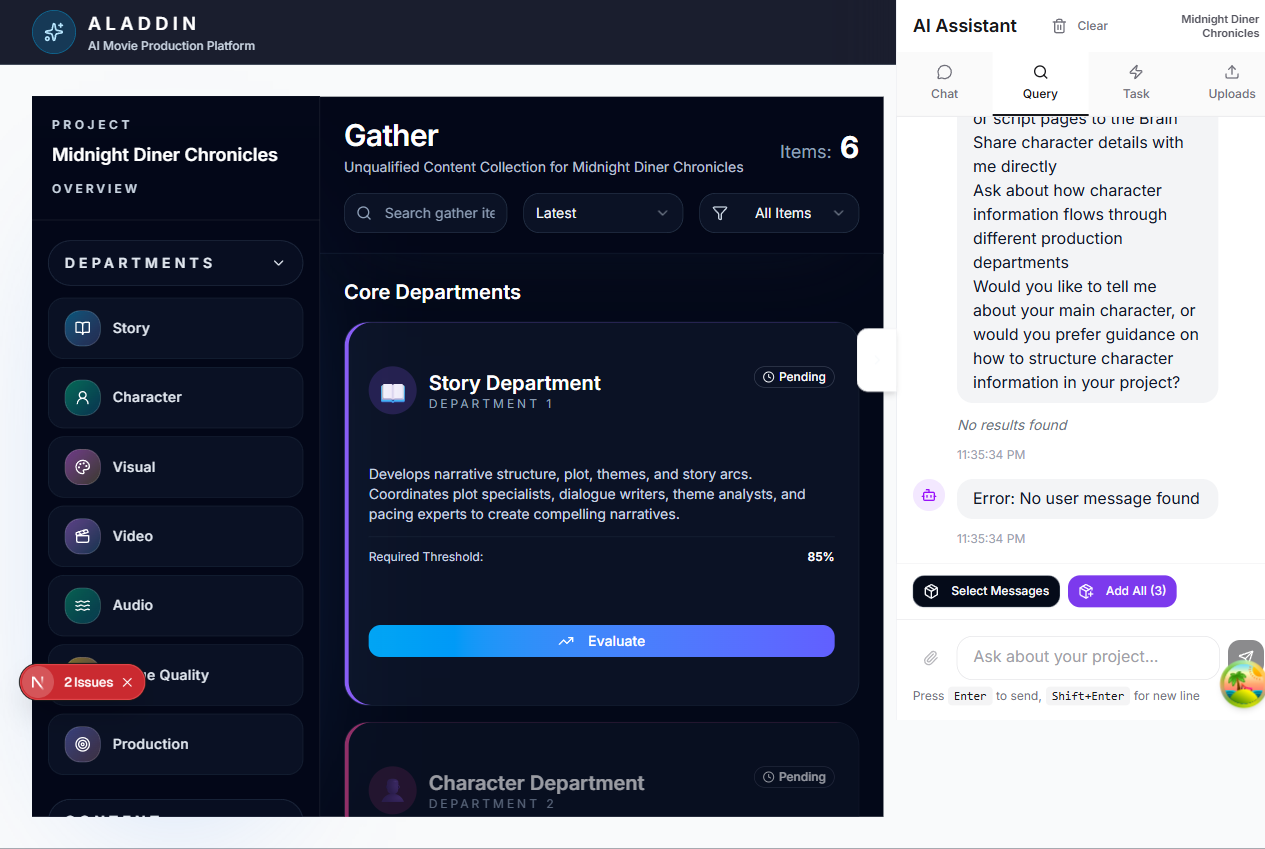 ALADDIN
AI Movie Production Platform
PROJECT
Midnight Diner Chronicles
OVERVIEW
DEPARTMENTS
Story
Character
Visual
Video
Audio
e Quality
Production
N
2 Issues
Gather
Unqualified Content Collection for Midnight Diner Chronicles
Items: 6
Search gather ite
Latest
All Items
Core Departments
Story Department
DEPARTMENT 1
Pending
Develops narrative structure, plot, themes, and story arcs.
Coordinates plot specialists, dialogue writers, theme analysts, and
pacing experts to create compelling narratives.
Required Threshold:
85%
Evaluate
Character Department
DEPARTMENT 2
Pending
AI Assistant
Clear
Midnight Diner
Chronicles
Chat
Query
Task
Uploads
or script pages to the Brain
Share character details with
me directly
Ask about how character
information flows through
different production
departments
Would you like to tell me
about your main character, or
would you prefer guidance on
how to structure character
information in your project?
No results found
11:35:34 PM
Error: No user message found
11:35:34 PM
Select Messages
Add All (3)
Ask about your project...
Press Enter to send, Shift+Enter for new line